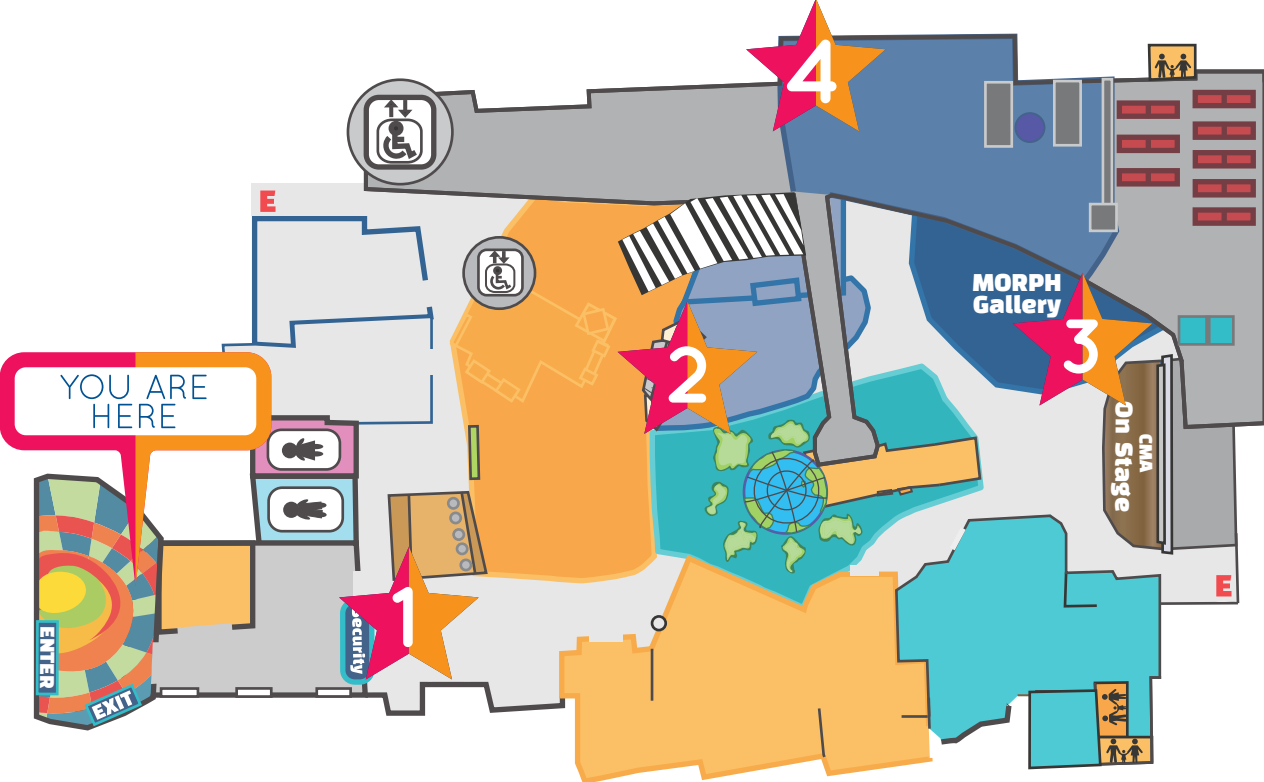 4
E
MORPH
Gallery
3
2
YOU ARE
HERE
CMA
On Stage
1
Security
E
ENTER
EXIT